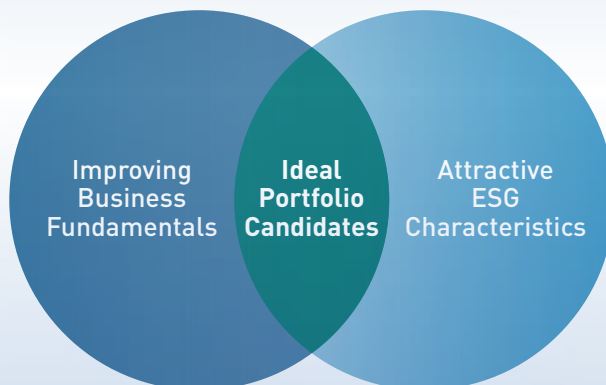 Improving
Business
Fundamentals
Ideal
Portfolio
Candidates
Attractive
ESG
Characteristics